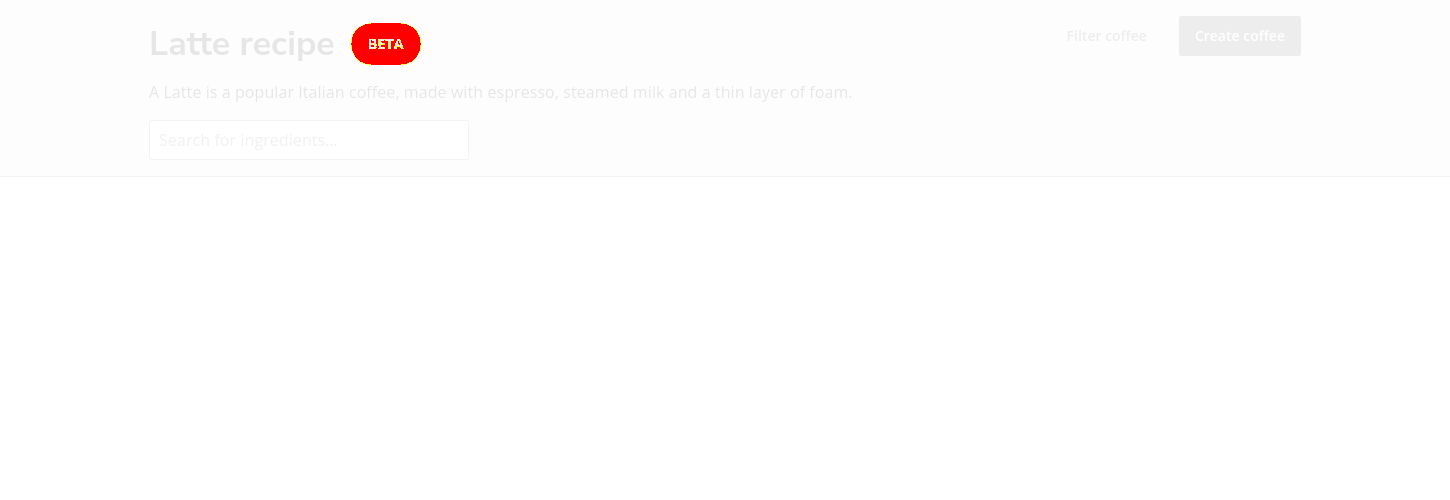 Latte recipe BETA
Filter coffee
Create coffee
A Latte is a popular Italian coffee, made with espresso, steamed milk and a thin layer of foam.
Search for ingredients...